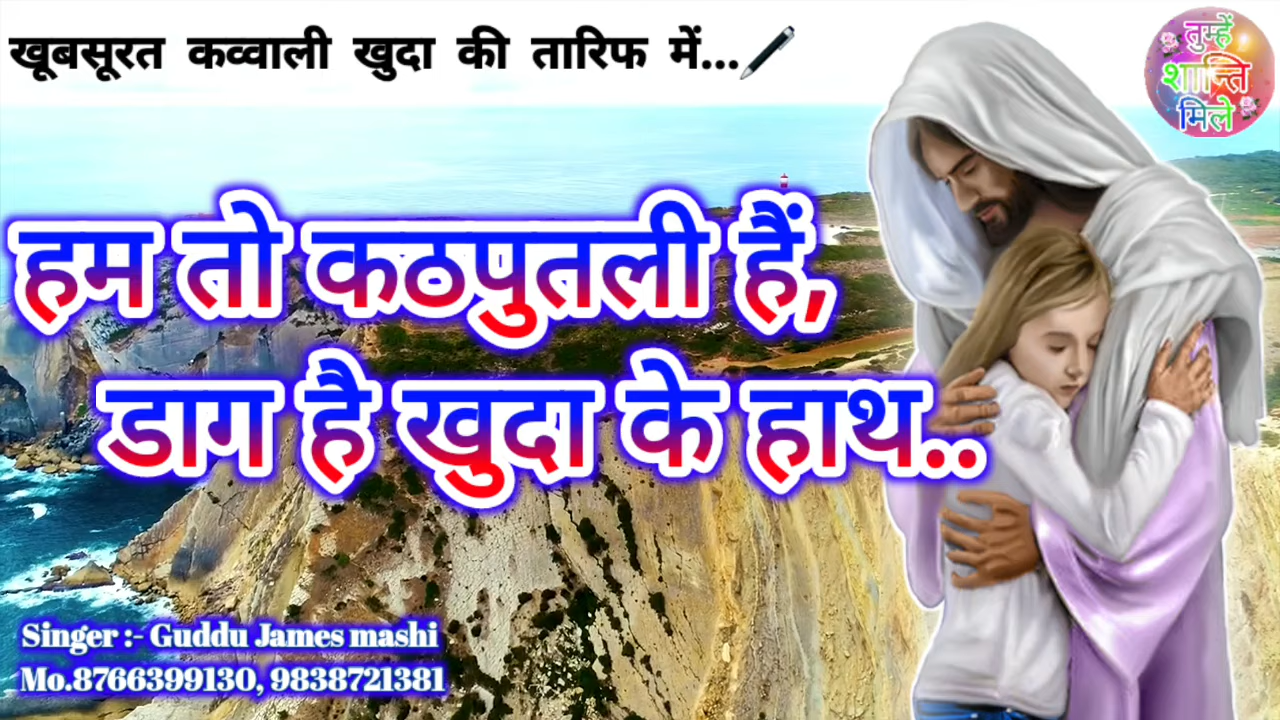 खूबसूरत कव्वाली खुदा की तारिफ में...
तुम्हें
शान्ति
मिले
हम तो कठपुतली हैं,
डाग है खुदा के हाथ..
Singer :- Guddu James mashi
Mo.8766399130, 9838721381